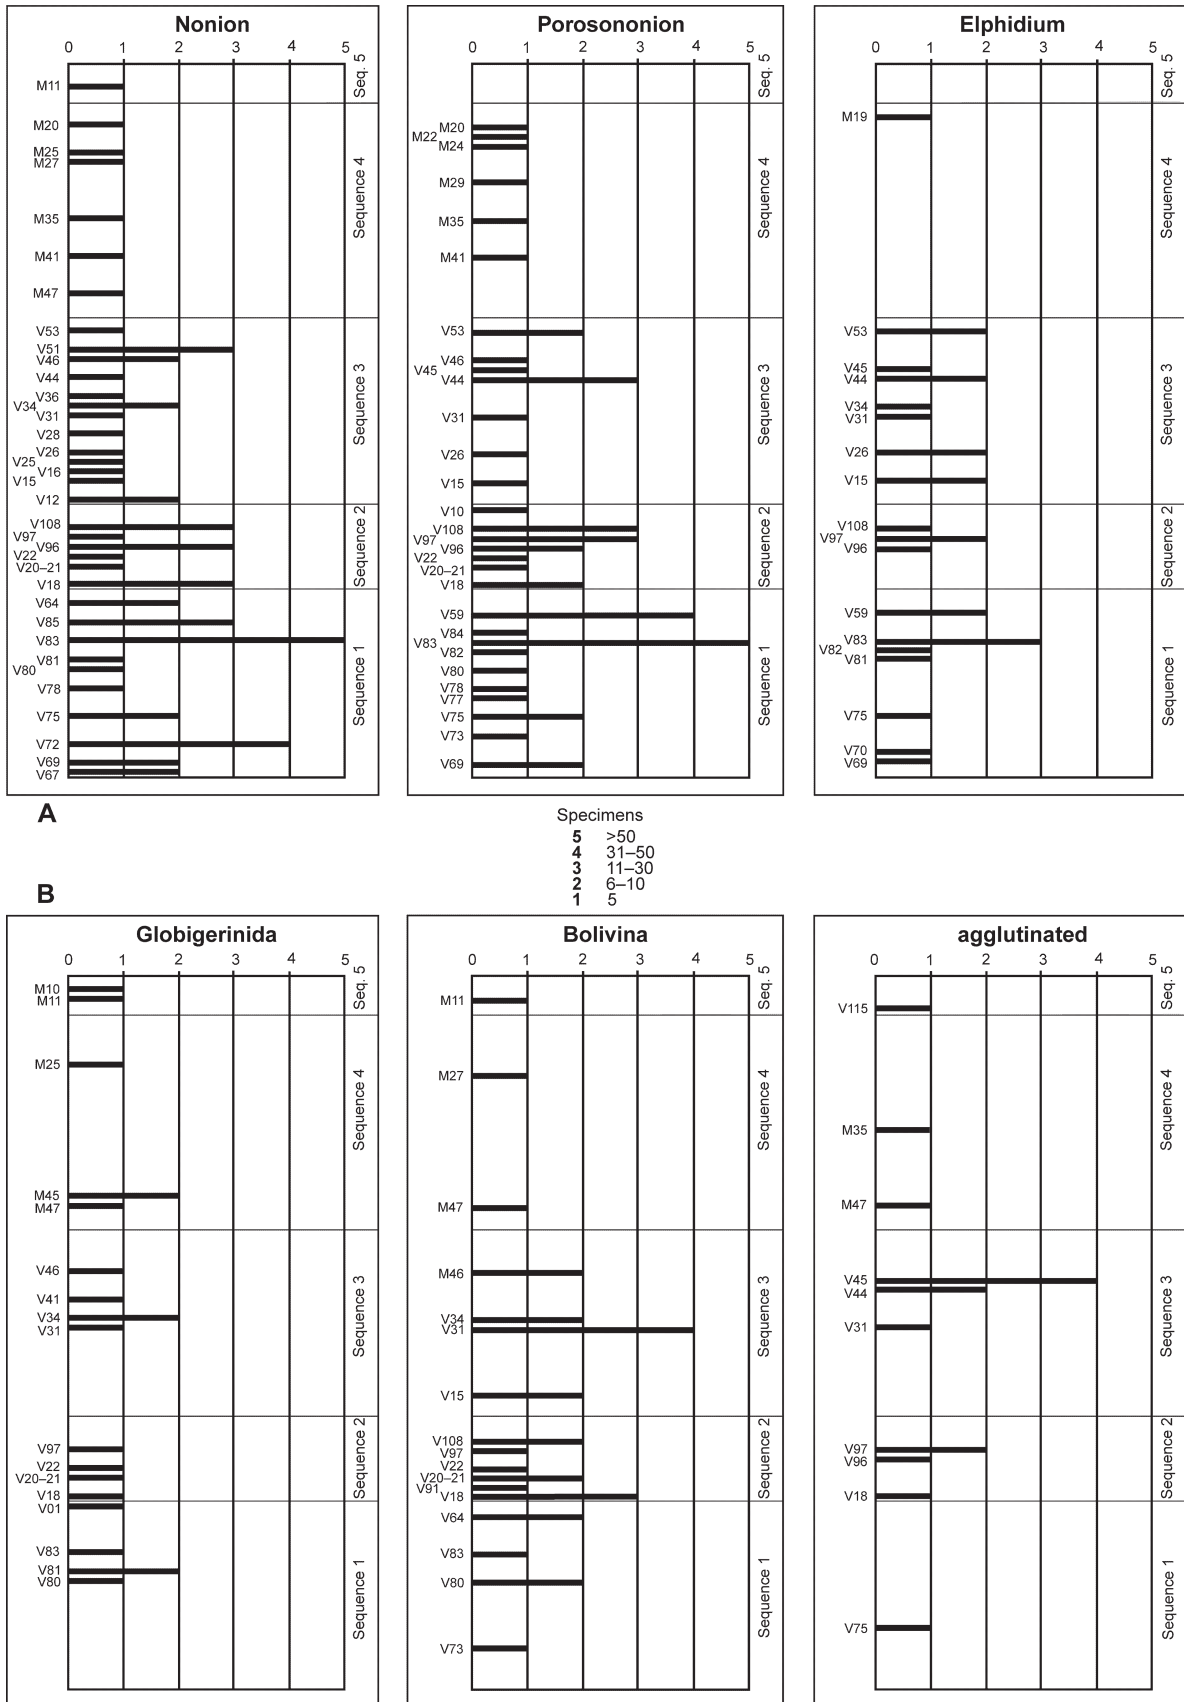 Nonion
0 1 2 3 4 5
Seq. 5
M11
M20
M25
M27
M35
M41
M47
Sequence 4
V53
V51
V46
V44
V36
V34
V31
V28
V26
V25
V16
V15
V12
Sequence 3
V108
V97
V96
V22
V20–21
V18
Sequence 2
V64
V85
V83
V81
V80
V78
V75
V72
V69
V67
Sequence 1
Porosononion
0 1 2 3 4 5
Seq. 5
M20
M22
M24
M29
M35
M41
Sequence 4
V53
V46
V45
V44
V31
V26
V15
Sequence 3
V10
V108
V97
V96
V22
V20–21
V18
Sequence 2
V59
V84
V83
V82
V80
V78
V77
V75
V73
V69
Sequence 1
Elphidium
0 1 2 3 4 5
Seq. 5
M19
Sequence 4
V53
V45
V44
V34
V31
V26
V15
Sequence 3
V108
V97
V96
Sequence 2
V59
V83
V82
V81
V75
V70
V69
Sequence 1
A
Specimens
5 >50
4 31–50
3 11–30
2 6–10
1 5
B
Globigerinida
0 1 2 3 4 5
Seq. 5
M10
M11
M25
M45
M47
Sequence 4
V46
V41
V34
V31
Sequence 3
V97
V22
V20–21
V18
Sequence 2
V01
V83
V81
V80
Sequence 1
Bolivina
0 1 2 3 4 5
Seq. 5
M11
M27
M47
Sequence 4
M46
V34
V31
V15
Sequence 3
V108
V97
V22
V20–21
V91
V18
Sequence 2
V64
V83
V80
V73
Sequence 1
agglutinated
0 1 2 3 4 5
Seq. 5
V115
M35
M47
Sequence 4
V45
V44
V31
Sequence 3
V97
V96
V18
Sequence 2
V75
Sequence 1